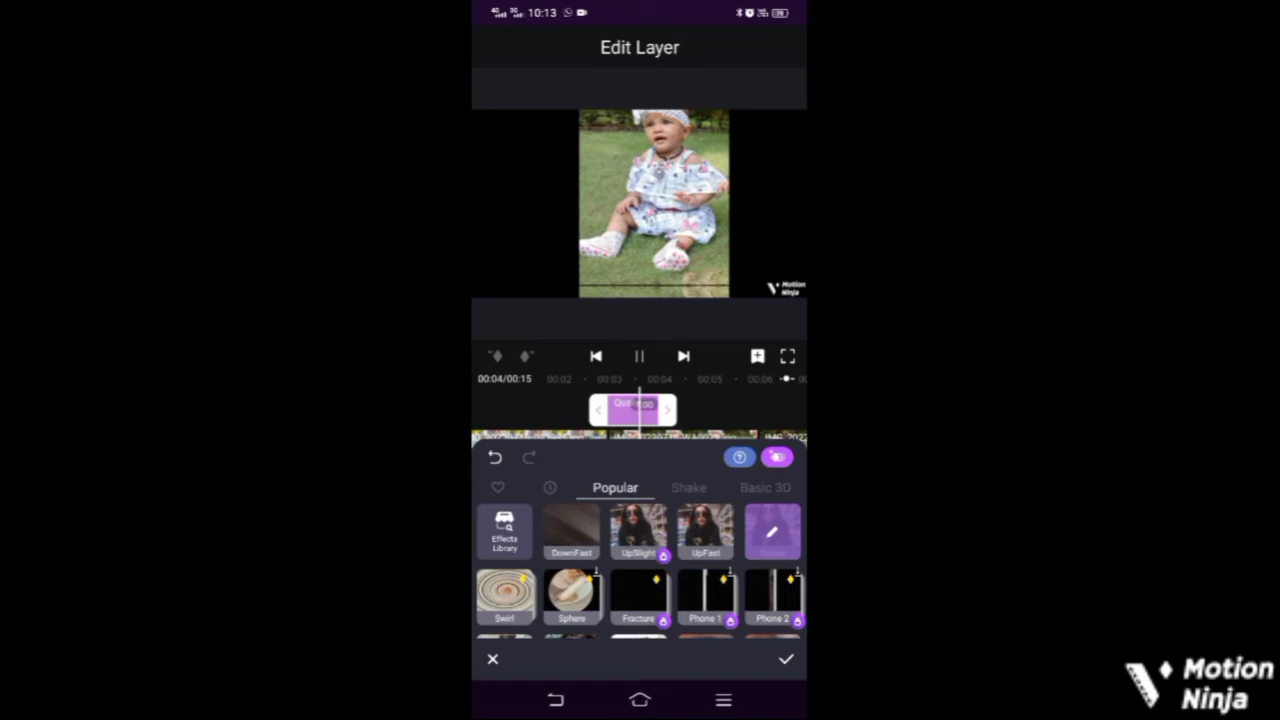 4G 3G 10:13
Edit Layer
Motion
Ninja
00:04/00:15 00:02 00:03 00:04 00:05 00:06
Popular Shake Basic 3D
Effects
Library
DownFast UpSlight UpFast
Swirl Sphere Fracture Phone 1 Phone 2
Motion
Ninja